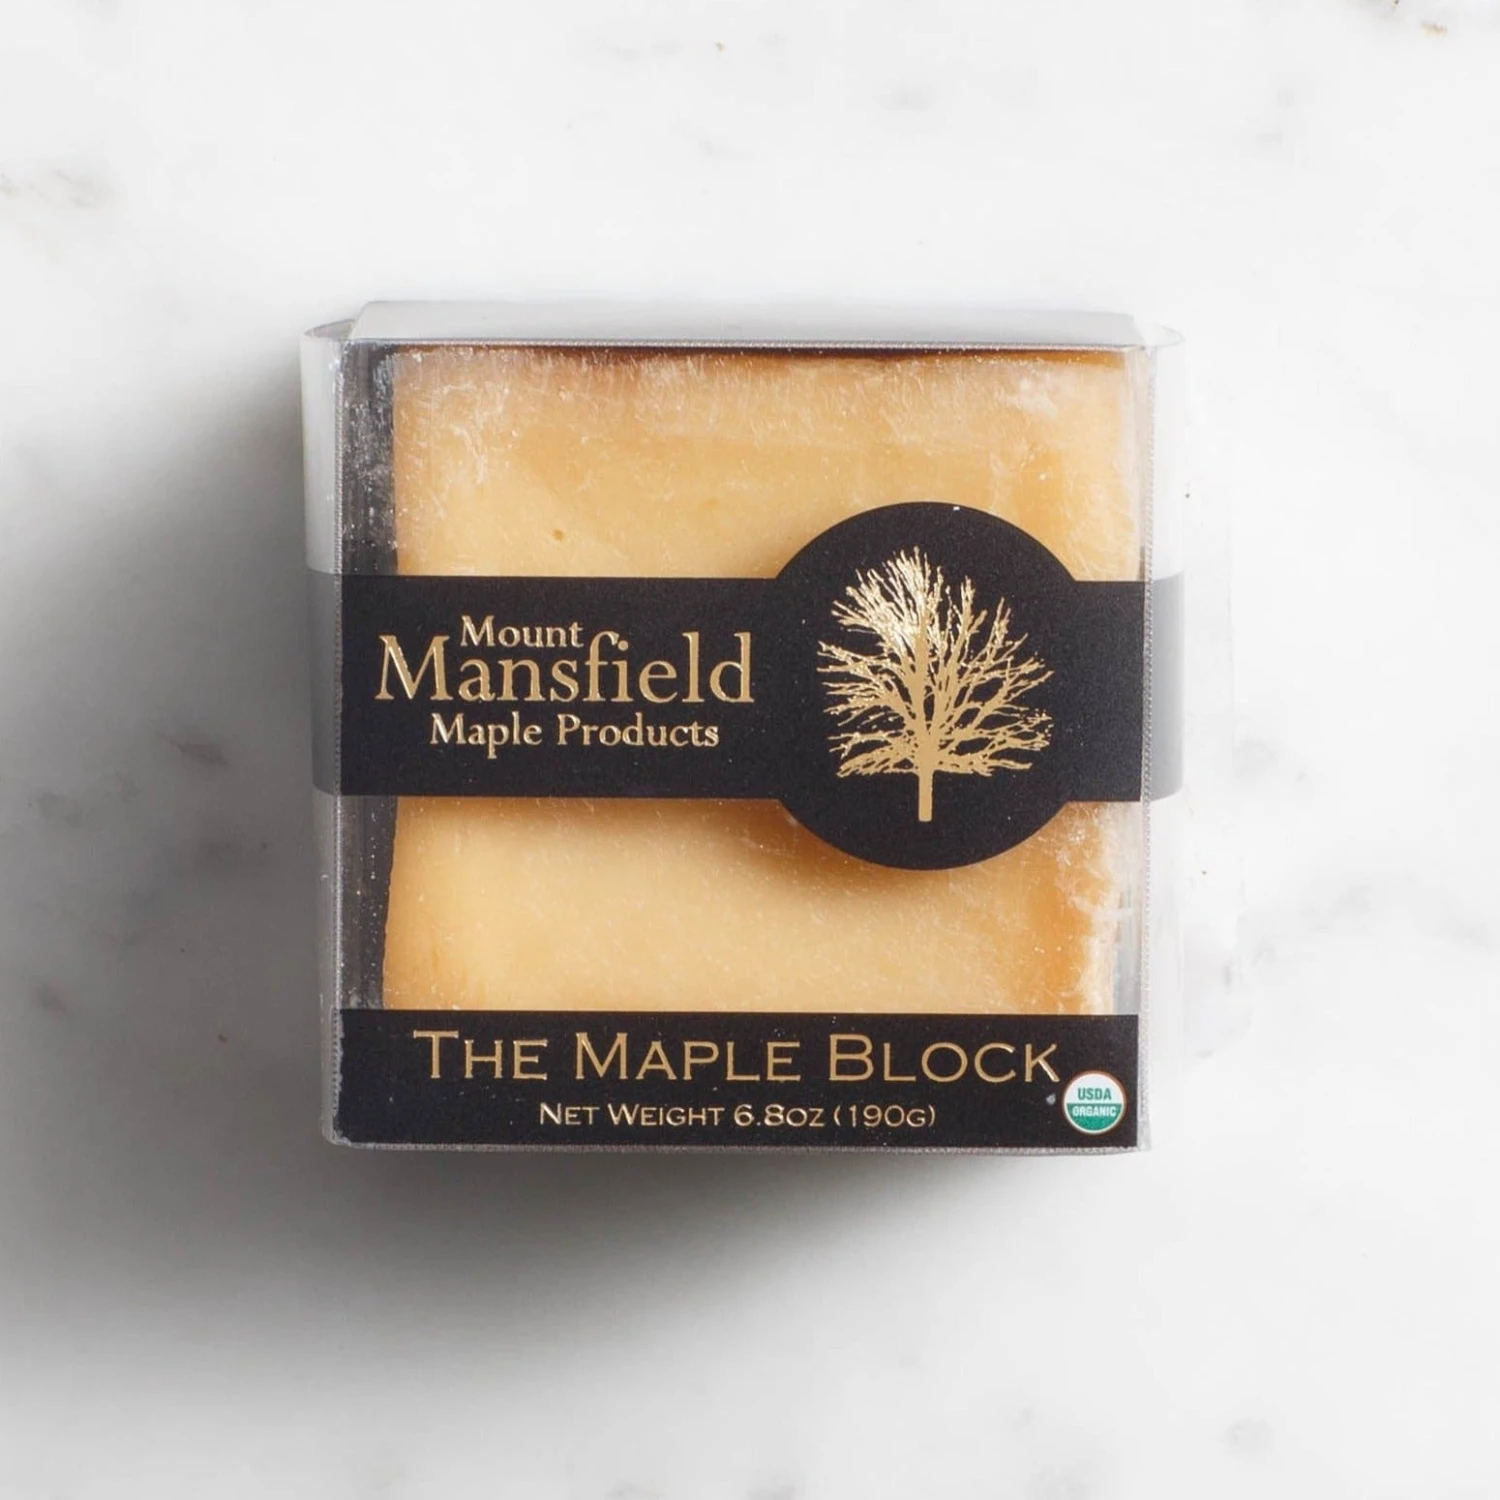 Mount
Mansfield
Maple Products
THE MAPLE BLOCK
NET WEIGHT 6.8OZ (190G)
USDA
ORGANIC